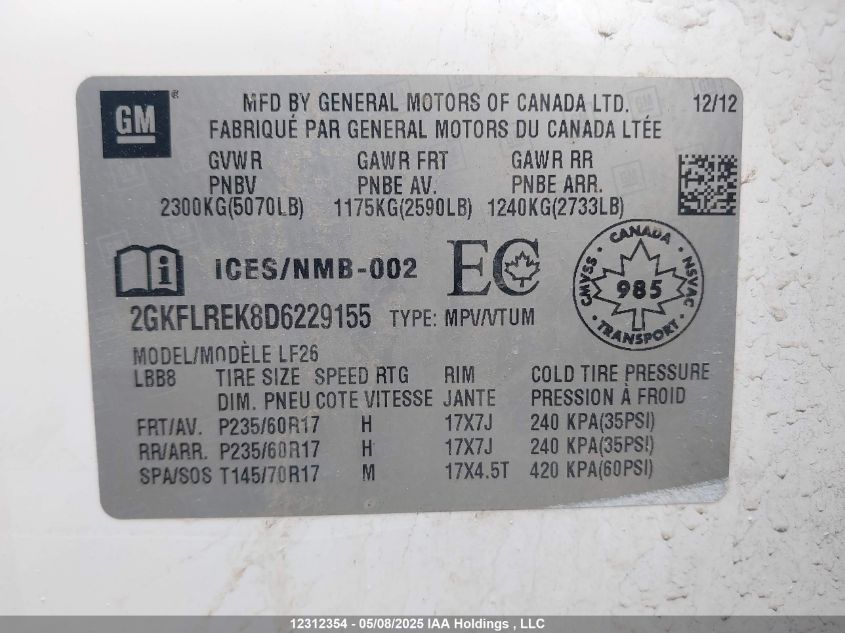 GM ®
MFD BY GENERAL MOTORS OF CANADA LTD. 12/12
FABRIQUÉ PAR GENERAL MOTORS DU CANADA LTÉE
GVWR GAWR FRT GAWR RR
PNBV PNBE AV. PNBE ARR.
2300KG(5070LB) 1175KG(2590LB) 1240KG(2733LB)
i ICES/NMB-002 EC
CANADA
CMVSS 985 NSVAC
TRANSPORT
2GKFLREK8D6229155 TYPE: MPV/VTUM
MODEL/MODÈLE LF26
LBB8 TIRE SIZE SPEED RTG RIM COLD TIRE PRESSURE
DIM. PNEU COTE VITESSE JANTE PRESSION À FROID
FRT/AV. P235/60R17 H 17X7J 240 KPA(35PSI)
RR/ARR. P235/60R17 H 17X7J 240 KPA(35PSI)
SPA/SOS T145/70R17 M 17X4.5T 420 KPA(60PSI)
12312354 - 05/08/2025 IAA Holdings , LLC